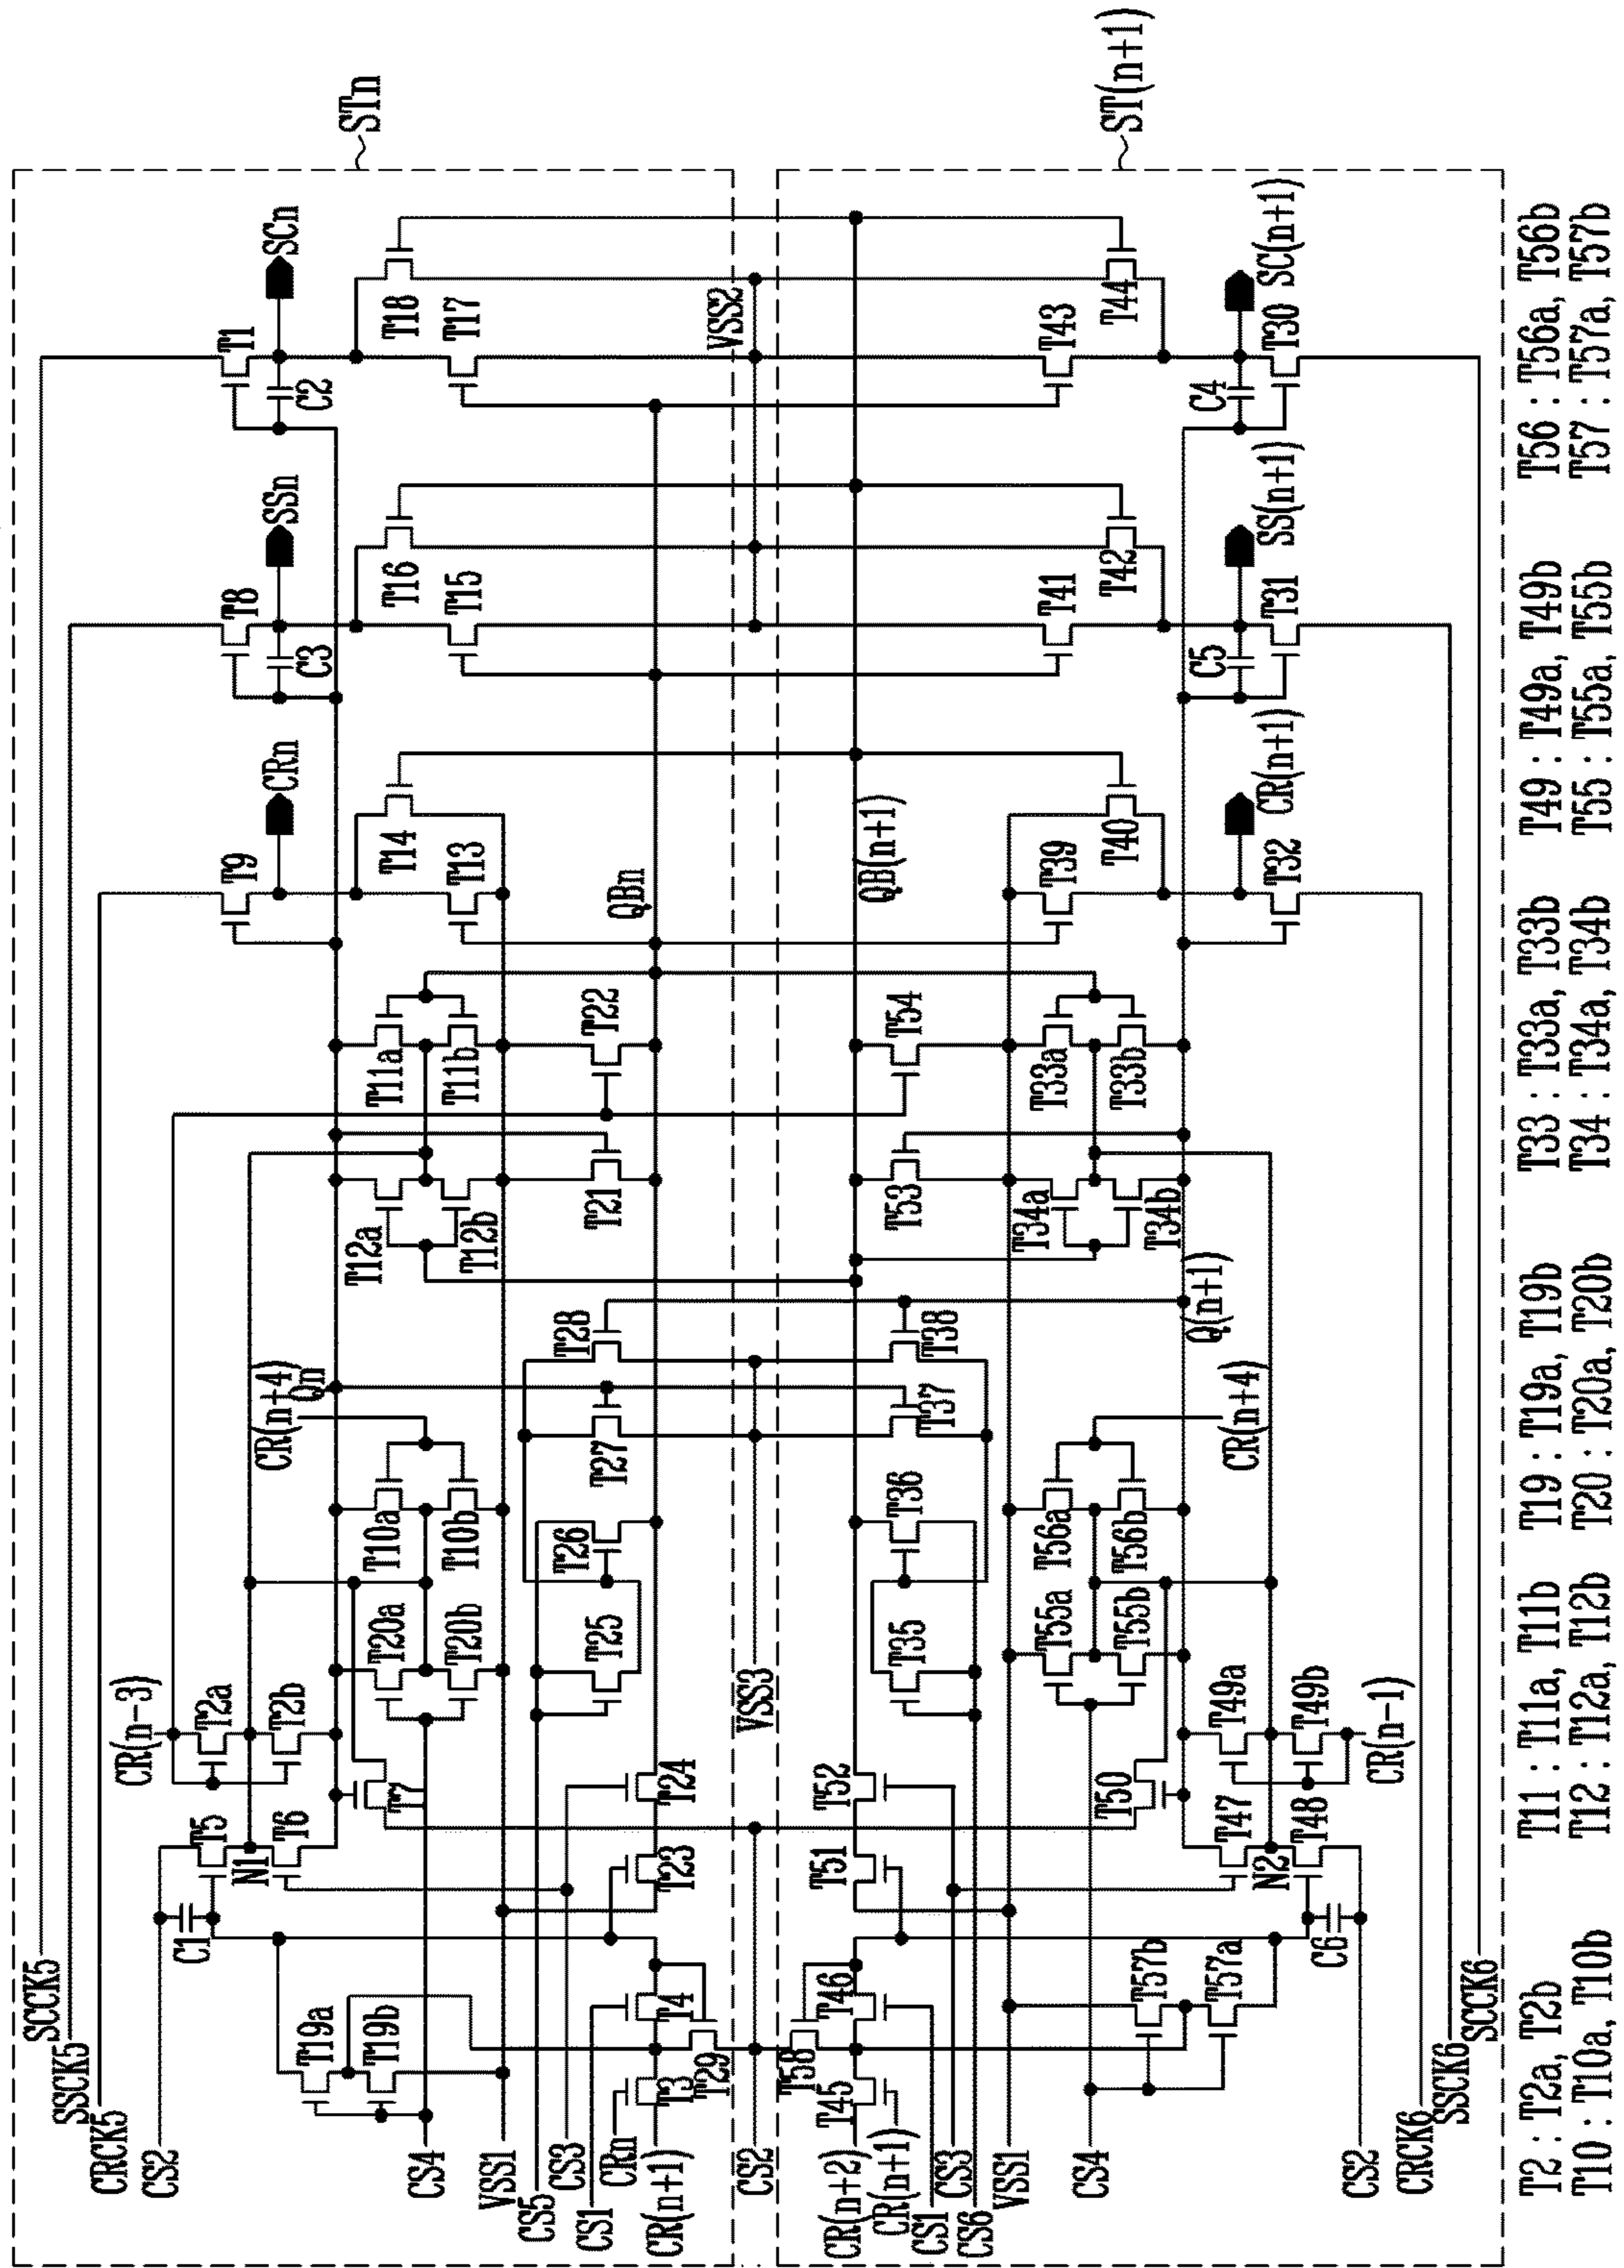 SCCK5
SSCK5
CRCK5
CS2
CS4
VSS1
CS5
CS3
CS1
CRn
CR(n+1)
CS2
CR(n+2)
CR(n+1)
CS1
CS3
CS6
VSS1
CS4
CS2
CRCK6
SSCK6
SCCK6
STn
ST(n+1)
SCn
SSn
CRn
T1
C2
T18
T17
VSS2
T43
T44
C4
T30
SC(n+1)
T8
C3
T16
T15
T41
T42
C5
T31
SS(n+1)
T9
T14
T13
QBn
QB(n+1)
T39
T40
T32
CR(n+1)
T11a
T11b
T22
T54
T33a
T33b
T12a
T12b
T21
T53
T34a
T34b
Q(n+1)
CR(n+4)
Qn
T28
T38
T27
T37
CR(n+4)
T10a
T10b
T26
T36
T56a
T56b
T20a
T20b
T25
T35
T55a
T55b
CR(n-3)
T2a
T2b
VSS3
T49a
T49b
CR(n-1)
T7
T24
T52
T50
T5
N1
T6
T23
T51
T47
N2
T48
C1
C6
T19a
T19b
T4
T3
T29
T58
T46
T45
T57b
T57a
T2 : T2a, T2b
T10 : T10a, T10b
T11 : T11a, T11b
T12 : T12a, T12b
T19 : T19a, T19b
T20 : T20a, T20b
T33 : T33a, T33b
T34 : T34a, T34b
T49 : T49a, T49b
T55 : T55a, T55b
T56 : T56a, T56b
T57 : T57a, T57b